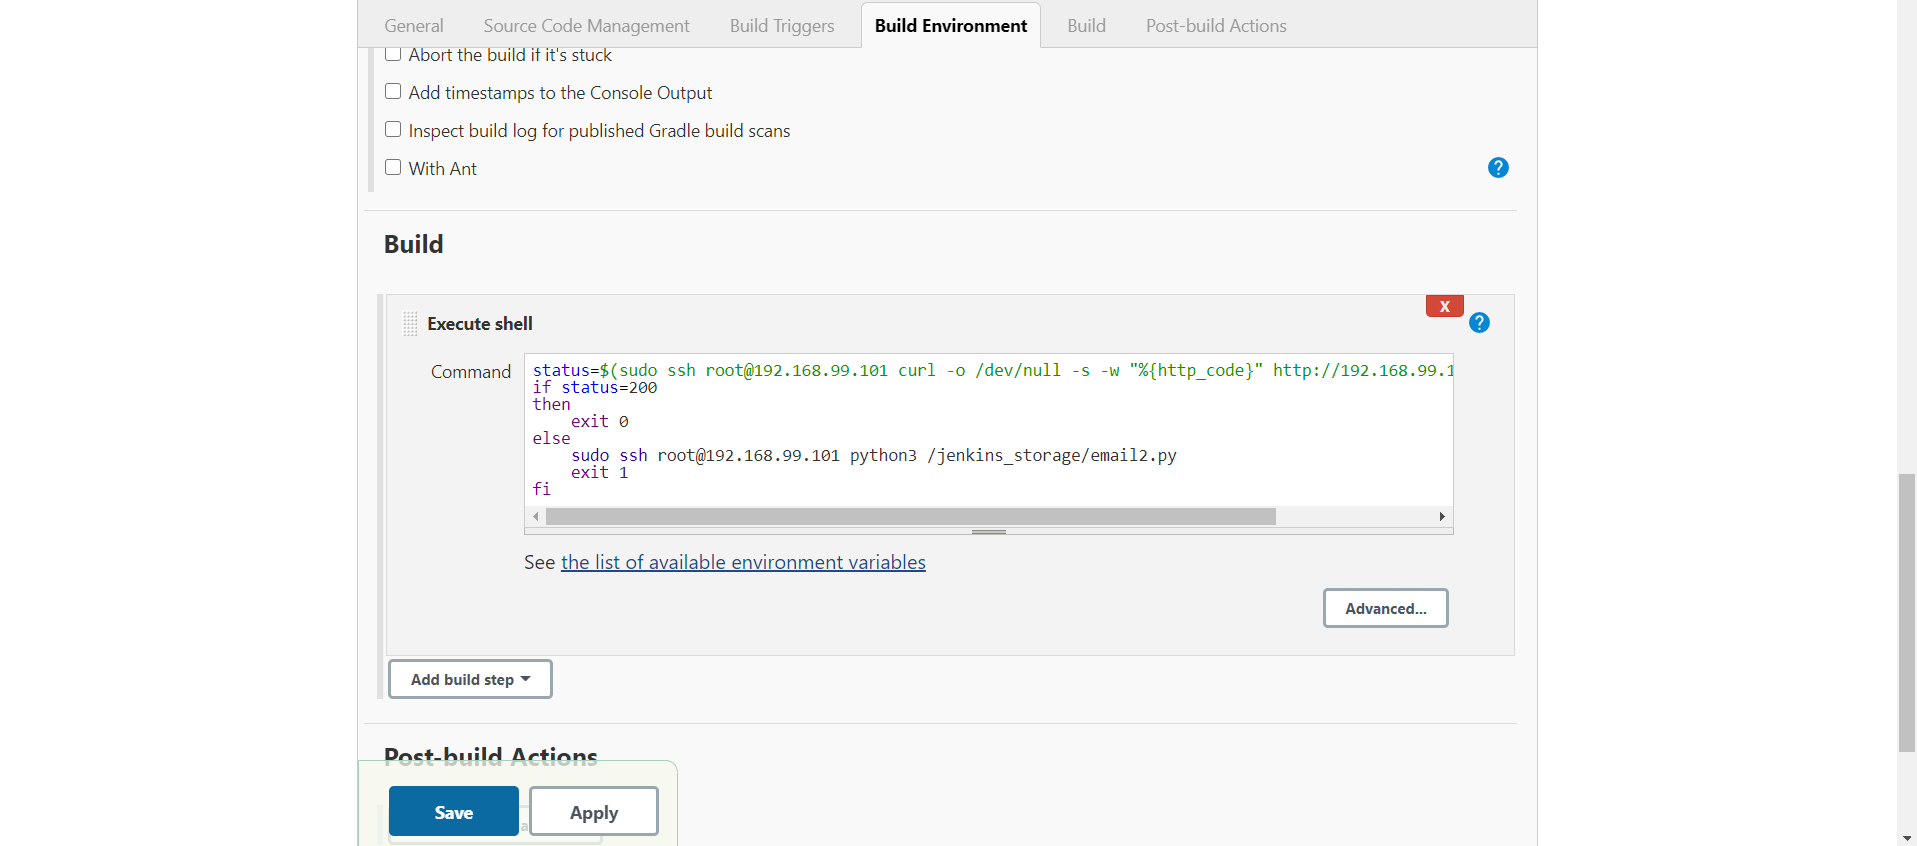 General Source Code Management Build Triggers Build Environment Build Post-build Actions
Abort the build if it's stuck
Add timestamps to the Console Output
Inspect build log for published Gradle build scans
With Ant
?
Build
X
Execute shell
?
Command
status=$(sudo ssh root@192.168.99.101 curl -o /dev/null -s -w "%{http_code}" http://192.168.99.1
if status=200
then
    exit 0
else
    sudo ssh root@192.168.99.101 python3 /jenkins_storage/email2.py
    exit 1
fi
See the list of available environment variables
Advanced...
Add build step
Post-build Actions
Save Apply